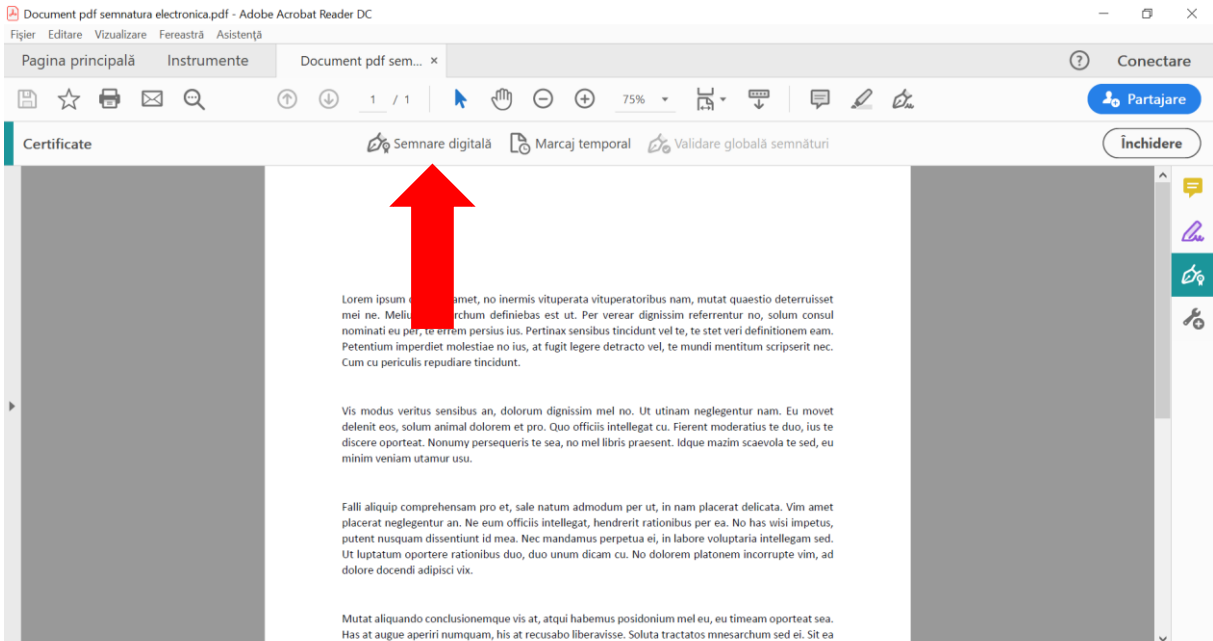 Document pdf semnatura electronica.pdf - Adobe Acrobat Reader DC
Fișier Editare Vizualizare Fereastră Asistență
Pagina principală Instrumente Document pdf sem... × Conectare
1 / 1 75% Partajare
Certificate Semnare digitală Marcaj temporal Validare globală semnături Închidere
Lorem ipsum amet, no inermis vituperata vituperatoribus nam, mutat quaestio deterruisset
mei ne. rchum definiebas est ut. Per verear dignissim referrentur no, solum consul
nominati eu per, te errem persius ius. Pertinax sensibus tincidunt vel te, te stet veri definitionem eam.
Petentium imperdiet molestiae no ius, at fugit legere detracto vel, te mundi mentitum scripserit nec.
Cum cu periculis repudiare tincidunt.
Vis modus veritus sensibus an, dolorum dignissim mel no. Ut utinam neglegentur nam. Eu movet
delenit eos, solum animal dolorem et pro. Quo officiis intellegat cu. Fierent moderatius te duo, ius te
discere oporteat. Nonumy persequeris te sea, no mel libris praesent. Idque mazim scaevola te sed, eu
minim veniam utamur usu.
Falli aliquip comprehensam pro et, sale natum admodum per ut, in nam placerat delicata. Vim amet
placerat neglegentur an. Ne eum officiis intellegat, hendrerit rationibus per ea. No has wisi impetus,
putent nusquam dissentiunt id mea. Nec mandamus perpetua ei, in labore voluptaria intellegam sed.
Ut luptatum oportere rationibus duo, duo unum dicam cu. No dolorem platonem incorrupte vim, ad
dolore docendi adipisci vix.
Mutat aliquando conclusionemque vis at, atqui habemus posidonium mel eu, eu timeam oporteat sea.
Has at augue aperiri numquam, his at recusabo liberavisse. Soluta tractatos mnesarchum sed ei. Sit ea